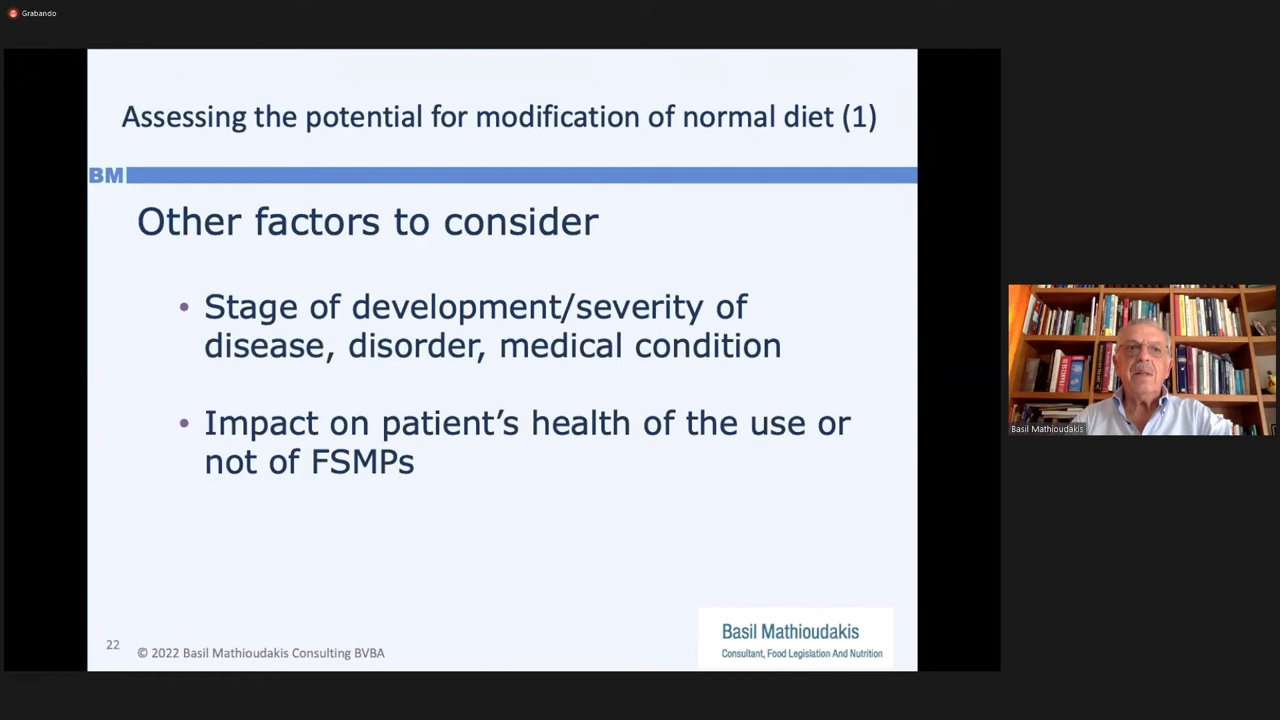 Grabando
Assessing the potential for modification of normal diet (1)
BM
Other factors to consider
• Stage of development/severity of
disease, disorder, medical condition
• Impact on patient’s health of the use or
not of FSMPs
Basil Mathioudakis
Consultant, Food Legislation And Nutrition
22
© 2022 Basil Mathioudakis Consulting BVBA
Basil Mathioudakis